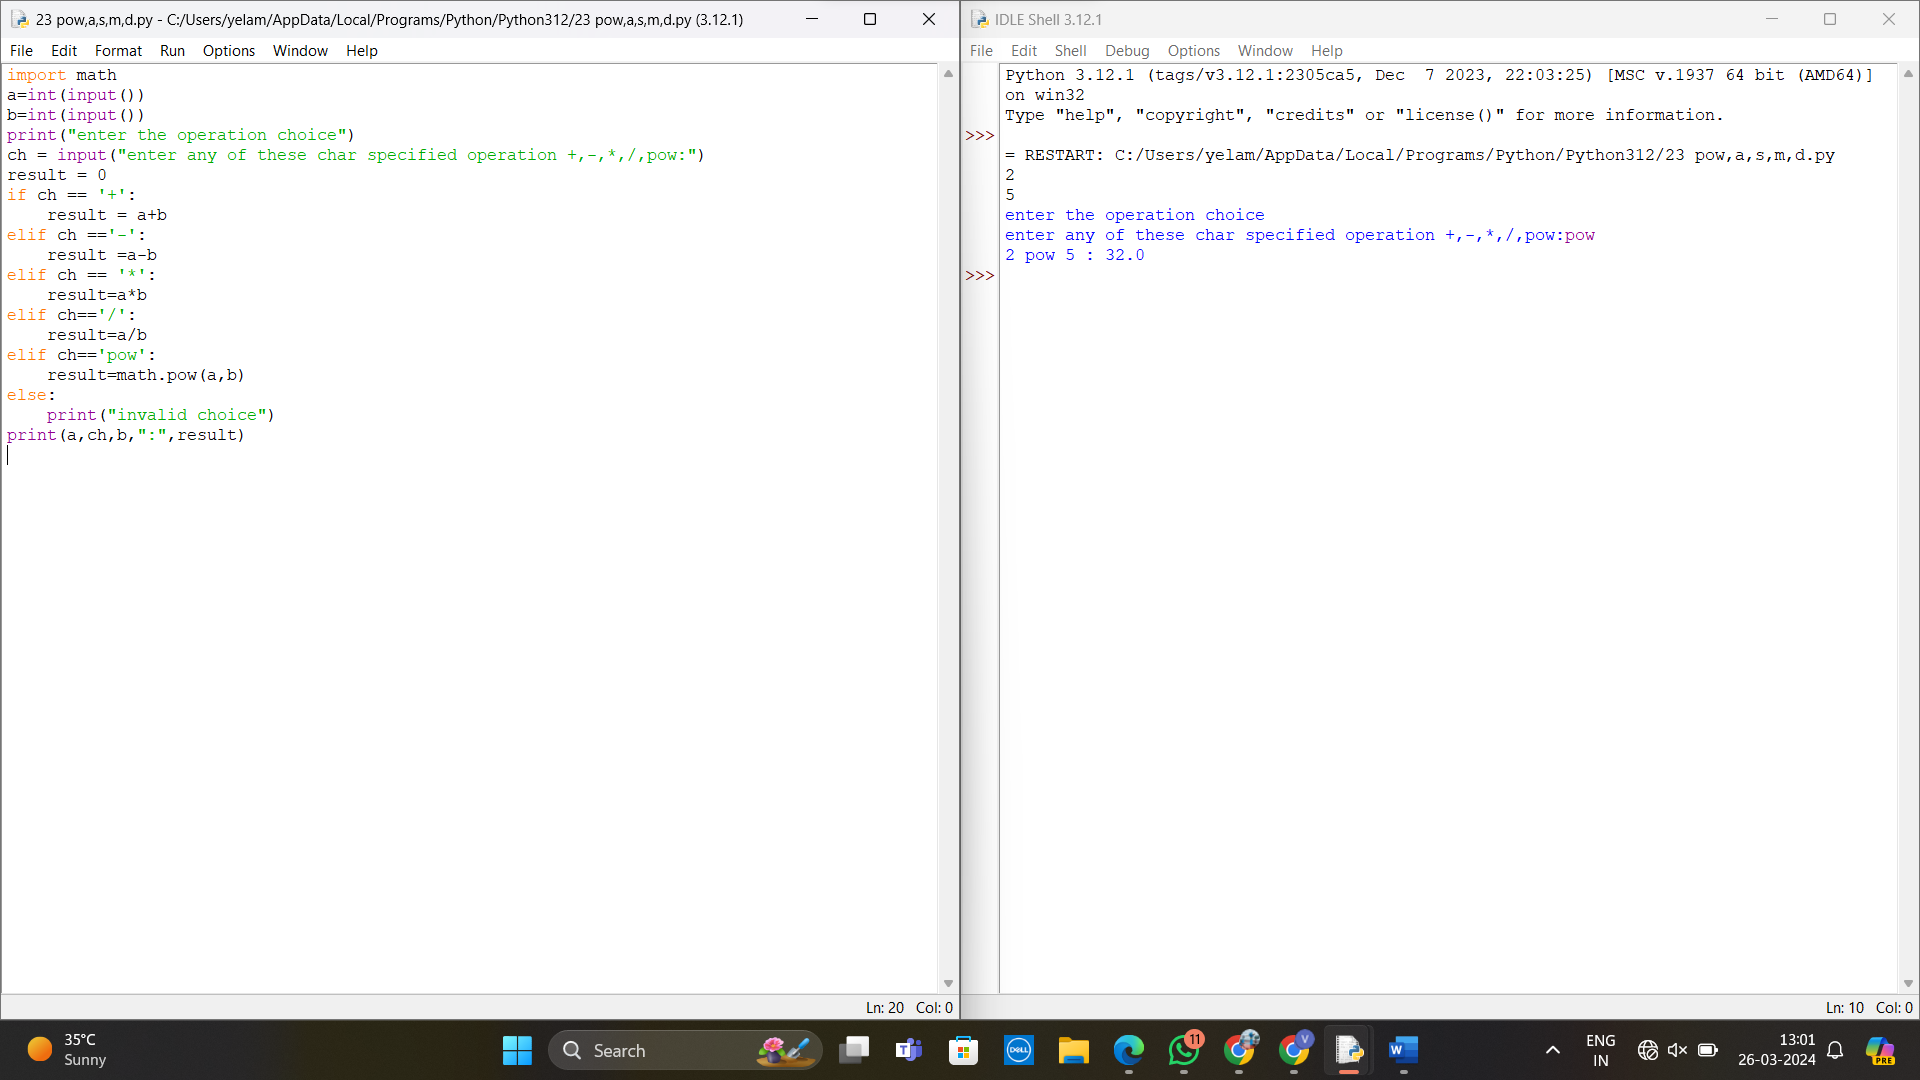 23 pow,a,s,m,d.py - C:/Users/yelam/AppData/Local/Programs/Python/Python312/23 pow,a,s,m,d.py (3.12.1)
File Edit Format Run Options Window Help
import math
a=int(input())
b=int(input())
print("enter the operation choice")
ch = input("enter any of these char specified operation +,-,*,/,pow:")
result = 0
if ch == '+':
    result = a+b
elif ch =='-':
    result =a-b
elif ch == '*':
    result=a*b
elif ch=='/':
    result=a/b
elif ch=='pow':
    result=math.pow(a,b)
else:
    print("invalid choice")
print(a,ch,b,":",result)
Ln: 20 Col: 0
IDLE Shell 3.12.1
File Edit Shell Debug Options Window Help
Python 3.12.1 (tags/v3.12.1:2305ca5, Dec  7 2023, 22:03:25) [MSC v.1937 64 bit (AMD64)]
on win32
Type "help", "copyright", "credits" or "license()" for more information.
>>>
= RESTART: C:/Users/yelam/AppData/Local/Programs/Python/Python312/23 pow,a,s,m,d.py
2
5
enter the operation choice
enter any of these char specified operation +,-,*,/,pow:pow
2 pow 5 : 32.0
>>>
Ln: 10 Col: 0
35°C
Sunny
Search
DELL
11
V
W
ENG
IN
13:01
26-03-2024
PRE